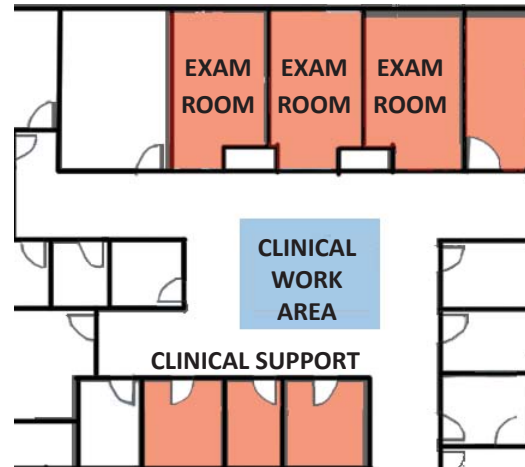 EXAM
ROOM
EXAM
ROOM
EXAM
ROOM
CLINICAL
WORK
AREA
CLINICAL SUPPORT